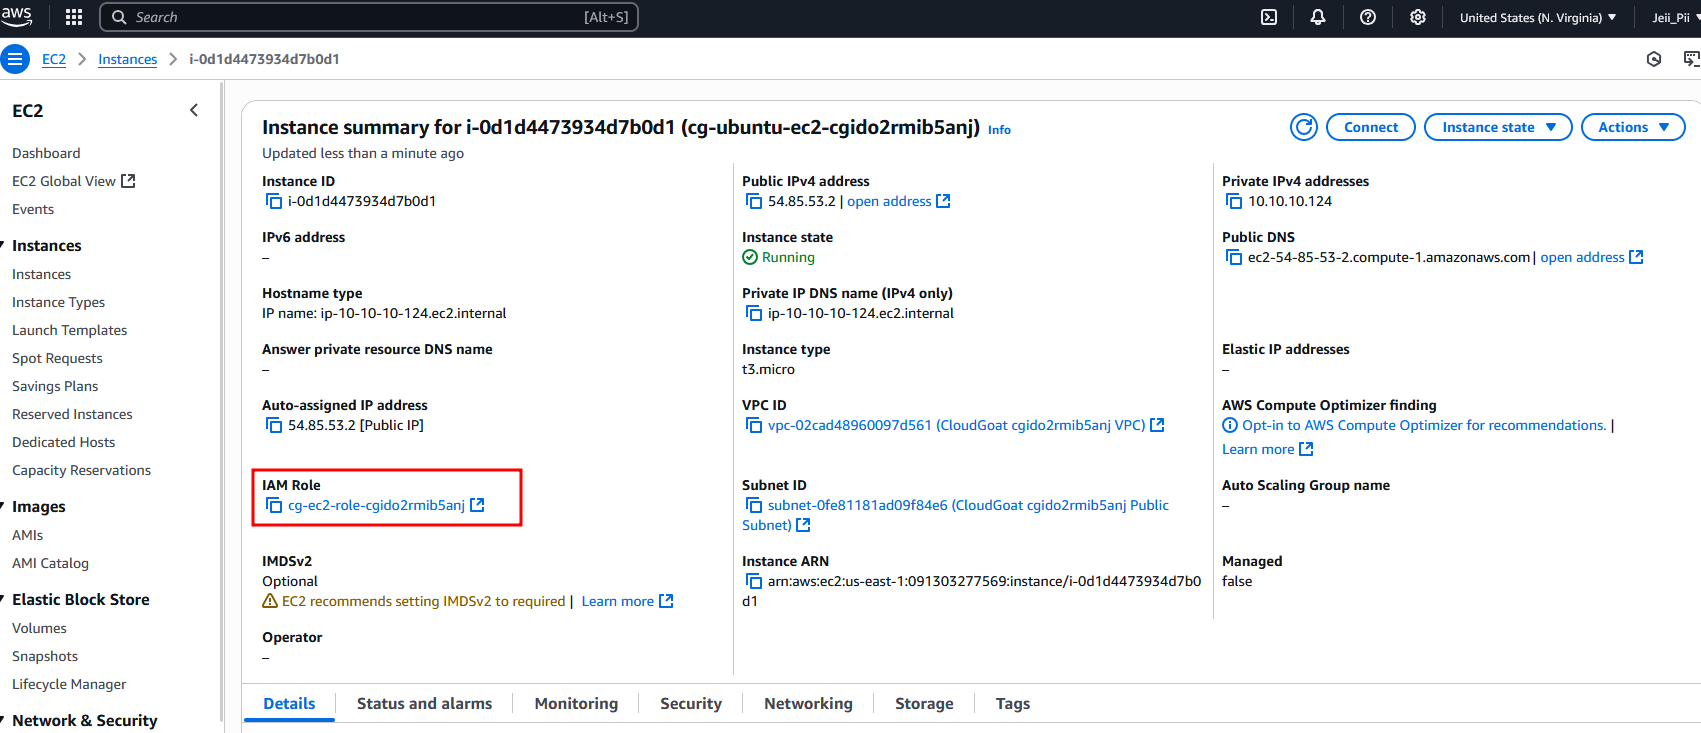 aws
Search [Alt+S]
United States (N. Virginia) Jeii_Pii
EC2 Instances i-0d1d4473934d7b0d1
EC2
Dashboard
EC2 Global View
Events
Instances
Instances
Instance Types
Launch Templates
Spot Requests
Savings Plans
Reserved Instances
Dedicated Hosts
Capacity Reservations
Images
AMIs
AMI Catalog
Elastic Block Store
Volumes
Snapshots
Lifecycle Manager
Network & Security
Instance summary for i-0d1d4473934d7b0d1 (cg-ubuntu-ec2-cgido2rmib5anj) Info
Connect
Instance state
Actions
Updated less than a minute ago
Instance ID
i-0d1d4473934d7b0d1
IPv6 address
–
Hostname type
IP name: ip-10-10-10-124.ec2.internal
Answer private resource DNS name
–
Auto-assigned IP address
54.85.53.2 [Public IP]
IAM Role
cg-ec2-role-cgido2rmib5anj
IMDSv2
Optional
EC2 recommends setting IMDSv2 to required | Learn more
Operator
–
Public IPv4 address
54.85.53.2 | open address
Instance state
Running
Private IP DNS name (IPv4 only)
ip-10-10-10-124.ec2.internal
Instance type
t3.micro
VPC ID
vpc-02cad48960097d561 (CloudGoat cgido2rmib5anj VPC)
Subnet ID
subnet-0fe81181ad09f84e6 (CloudGoat cgido2rmib5anj Public
Subnet)
Instance ARN
arn:aws:ec2:us-east-1:091303277569:instance/i-0d1d4473934d7b0
d1
Private IPv4 addresses
10.10.10.124
Public DNS
ec2-54-85-53-2.compute-1.amazonaws.com | open address
Elastic IP addresses
–
AWS Compute Optimizer finding
Opt-in to AWS Compute Optimizer for recommendations. |
Learn more
Auto Scaling Group name
–
Managed
false
Details
Status and alarms
Monitoring
Security
Networking
Storage
Tags